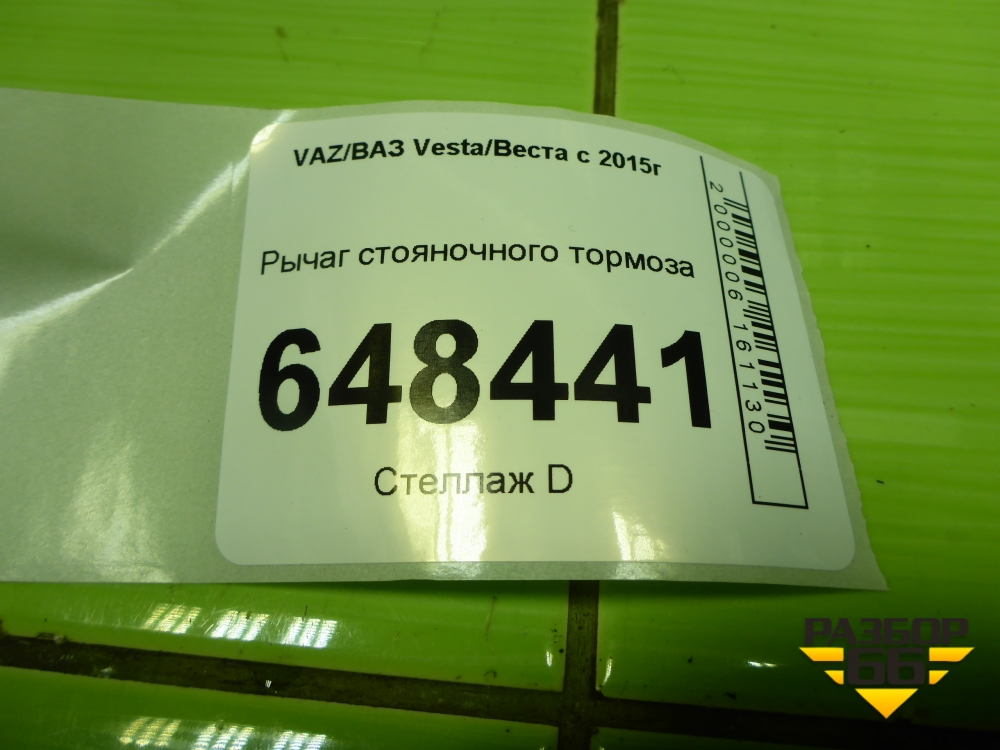 VAZ/ВАЗ Vesta/Веста с 2015г
Рычаг стояночного тормоза
648441
Стеллаж D
2000006161130
РАЗБОР
66